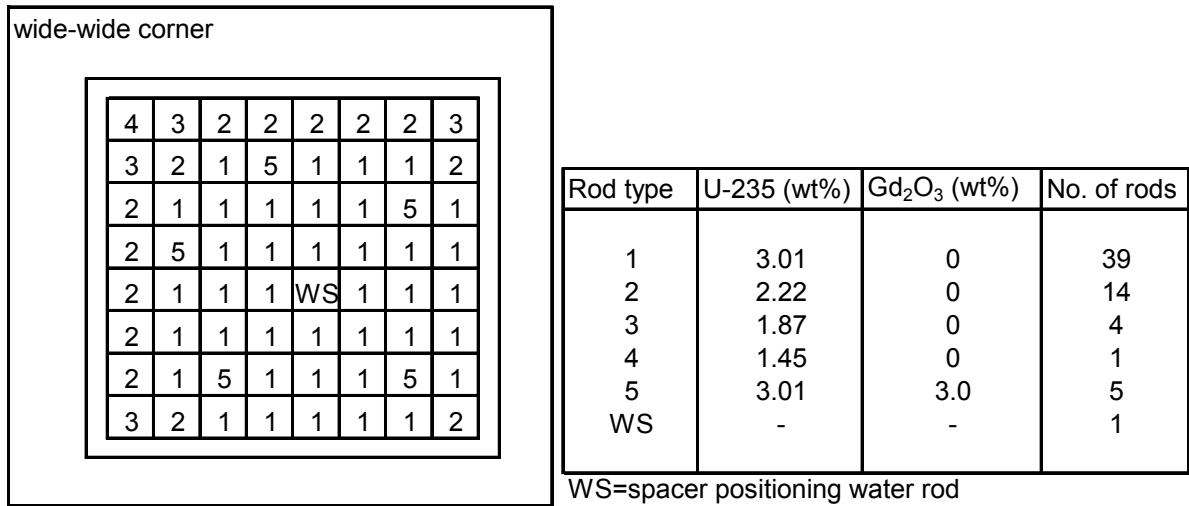 wide-wide corner
4 3 2 2 2 2 2 3
3 2 1 5 1 1 1 2
2 1 1 1 1 1 5 1
2 5 1 1 1 1 1 1
2 1 1 1 WS 1 1 1
2 1 1 1 1 1 1 1
2 1 5 1 1 1 5 1
3 2 1 1 1 1 1 2
Rod type U-235 (wt%) Gd₂O₃ (wt%) No. of rods
1 3.01 0 39
2 2.22 0 14
3 1.87 0 4
4 1.45 0 1
5 3.01 3.0 5
WS - - 1
WS=spacer positioning water rod